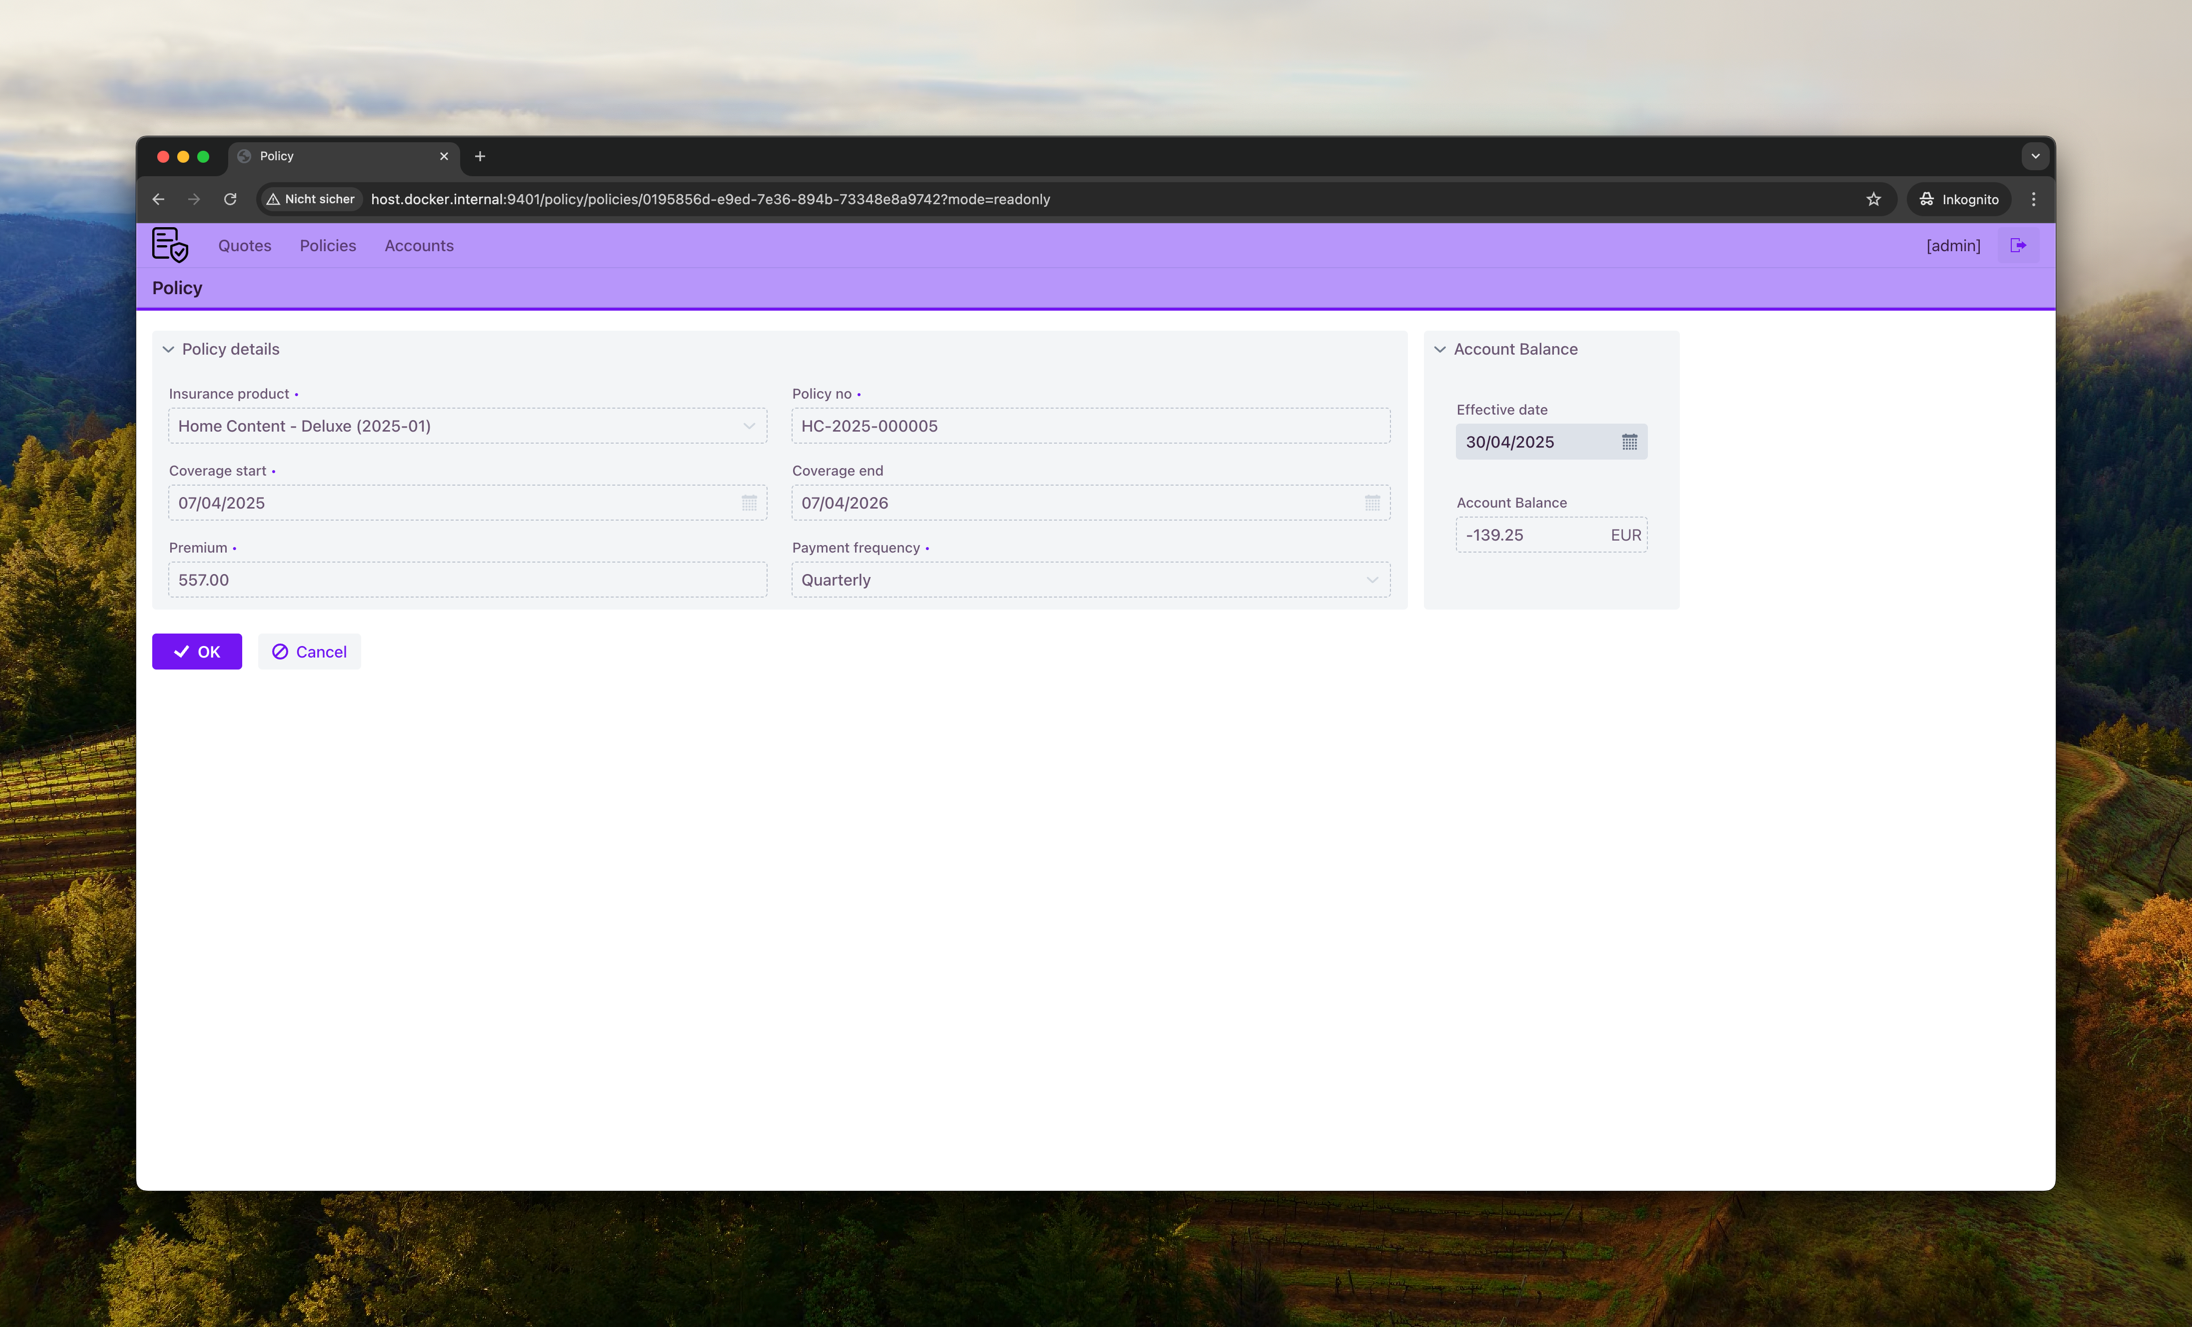 Policy
Nicht sicher
host.docker.internal:9401/policy/policies/0195856d-e9ed-7e36-894b-73348e8a9742?mode=readonly
Inkognito
Quotes Policies Accounts
[admin]
Policy
Policy details
Insurance product •
Home Content - Deluxe (2025-01)
Policy no •
HC-2025-000005
Coverage start •
07/04/2025
Coverage end
07/04/2026
Premium •
557.00
Payment frequency •
Quarterly
Account Balance
Effective date
30/04/2025
Account Balance
-139.25 EUR
OK
Cancel